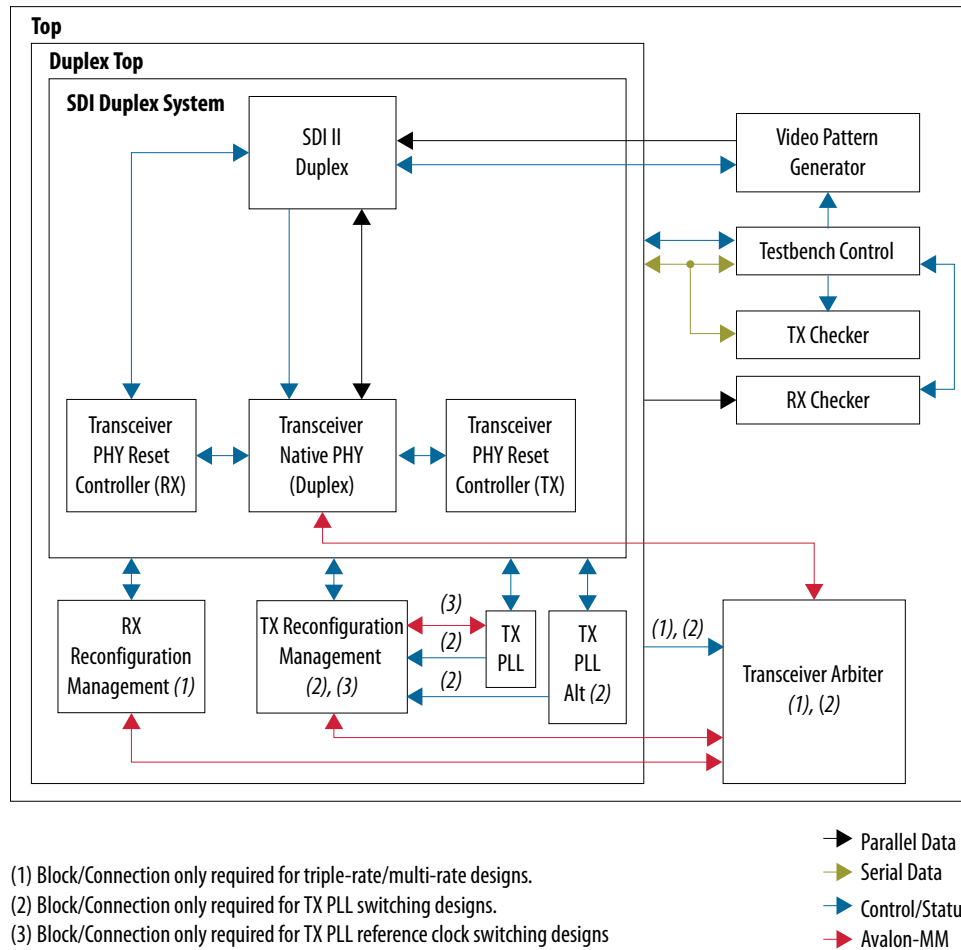 Top
Duplex Top
SDI Duplex System
SDI II
Duplex
Video Pattern
Generator
Testbench Control
TX Checker
RX Checker
Transceiver
PHY Reset
Controller (RX)
Transceiver
Native PHY
(Duplex)
Transceiver
PHY Reset
Controller (TX)
RX
Reconfiguration
Management (1)
TX Reconfiguration
Management
(2), (3)
(3)
(2)
(2)
TX
PLL
TX
PLL
Alt (2)
(1), (2)
Transceiver Arbiter
(1), (2)
(1) Block/Connection only required for triple-rate/multi-rate designs.
(2) Block/Connection only required for TX PLL switching designs.
(3) Block/Connection only required for TX PLL reference clock switching designs
Parallel Data
Serial Data
Control/Statu
Avalon-MM